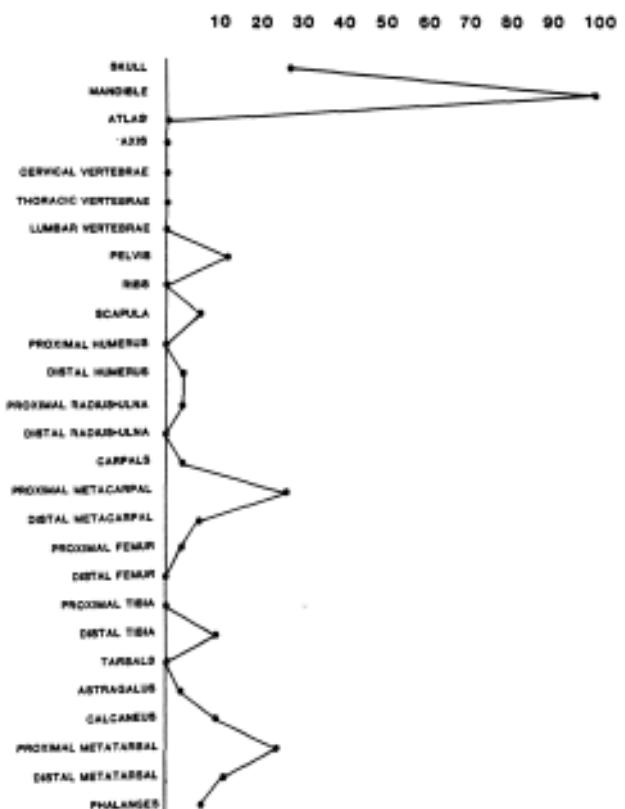 10 20 30 40 50 60 70 80 90 100
SKULL
MANDIBLE
ATLAS
AXIS
CERVICAL VERTEBRAE
THORACIC VERTEBRAE
LUMBAR VERTEBRAE
PELVIS
RIBS
SCAPULA
PROXIMAL HUMERUS
DISTAL HUMERUS
PROXIMAL RADIUS-ULNA
DISTAL RADIUS-ULNA
CARPALS
PROXIMAL METACARPAL
DISTAL METACARPAL
PROXIMAL FEMUR
DISTAL FEMUR
PROXIMAL TIBIA
DISTAL TIBIA
TARSALS
ASTRAGALUS
CALCANEUS
PROXIMAL METATARSAL
DISTAL METATARSAL
PHALANGES